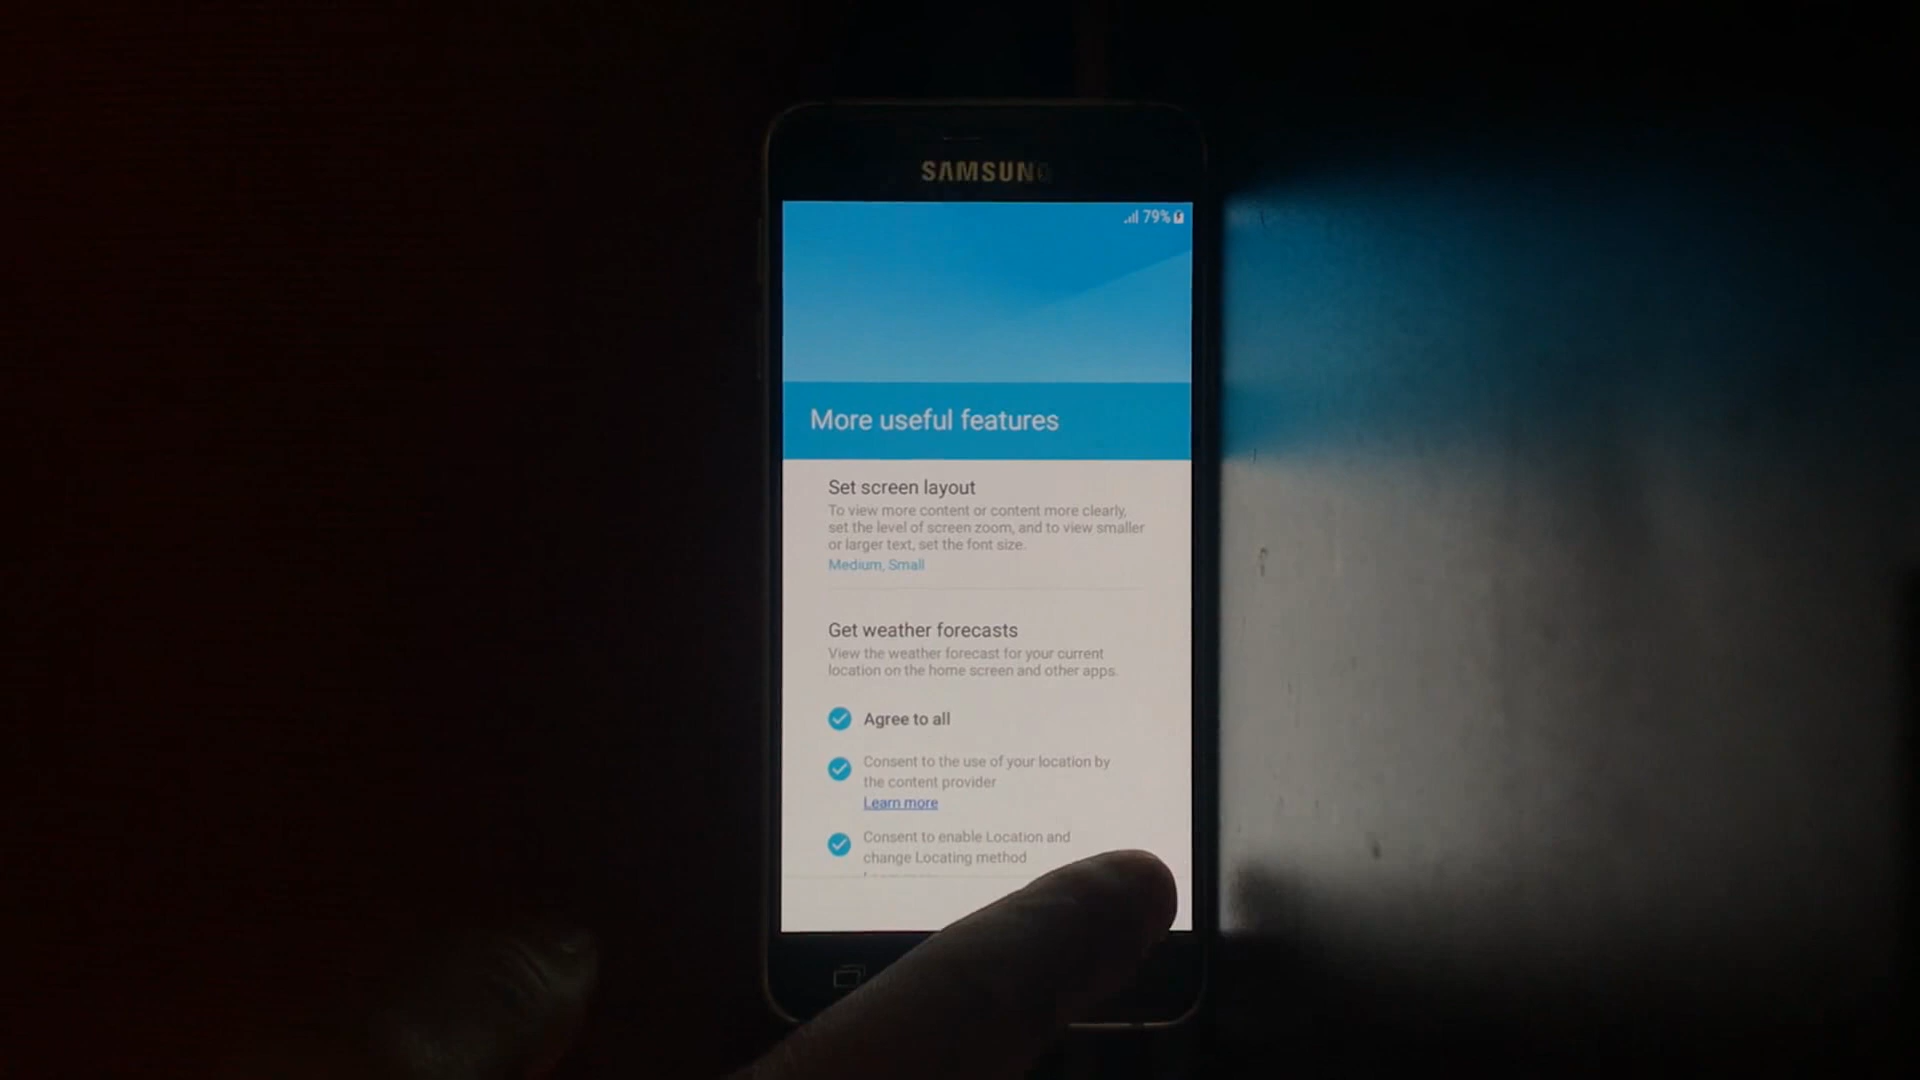 SAMSUNG
79%
More useful features
Set screen layout
To view more content or content more clearly,
set the level of screen zoom, and to view smaller
or larger text, set the font size.
Medium, Small
Get weather forecasts
View the weather forecast for your current
location on the home screen and other apps.
Agree to all
Consent to the use of your location by
the content provider
Learn more
Consent to enable Location and
change Locating method